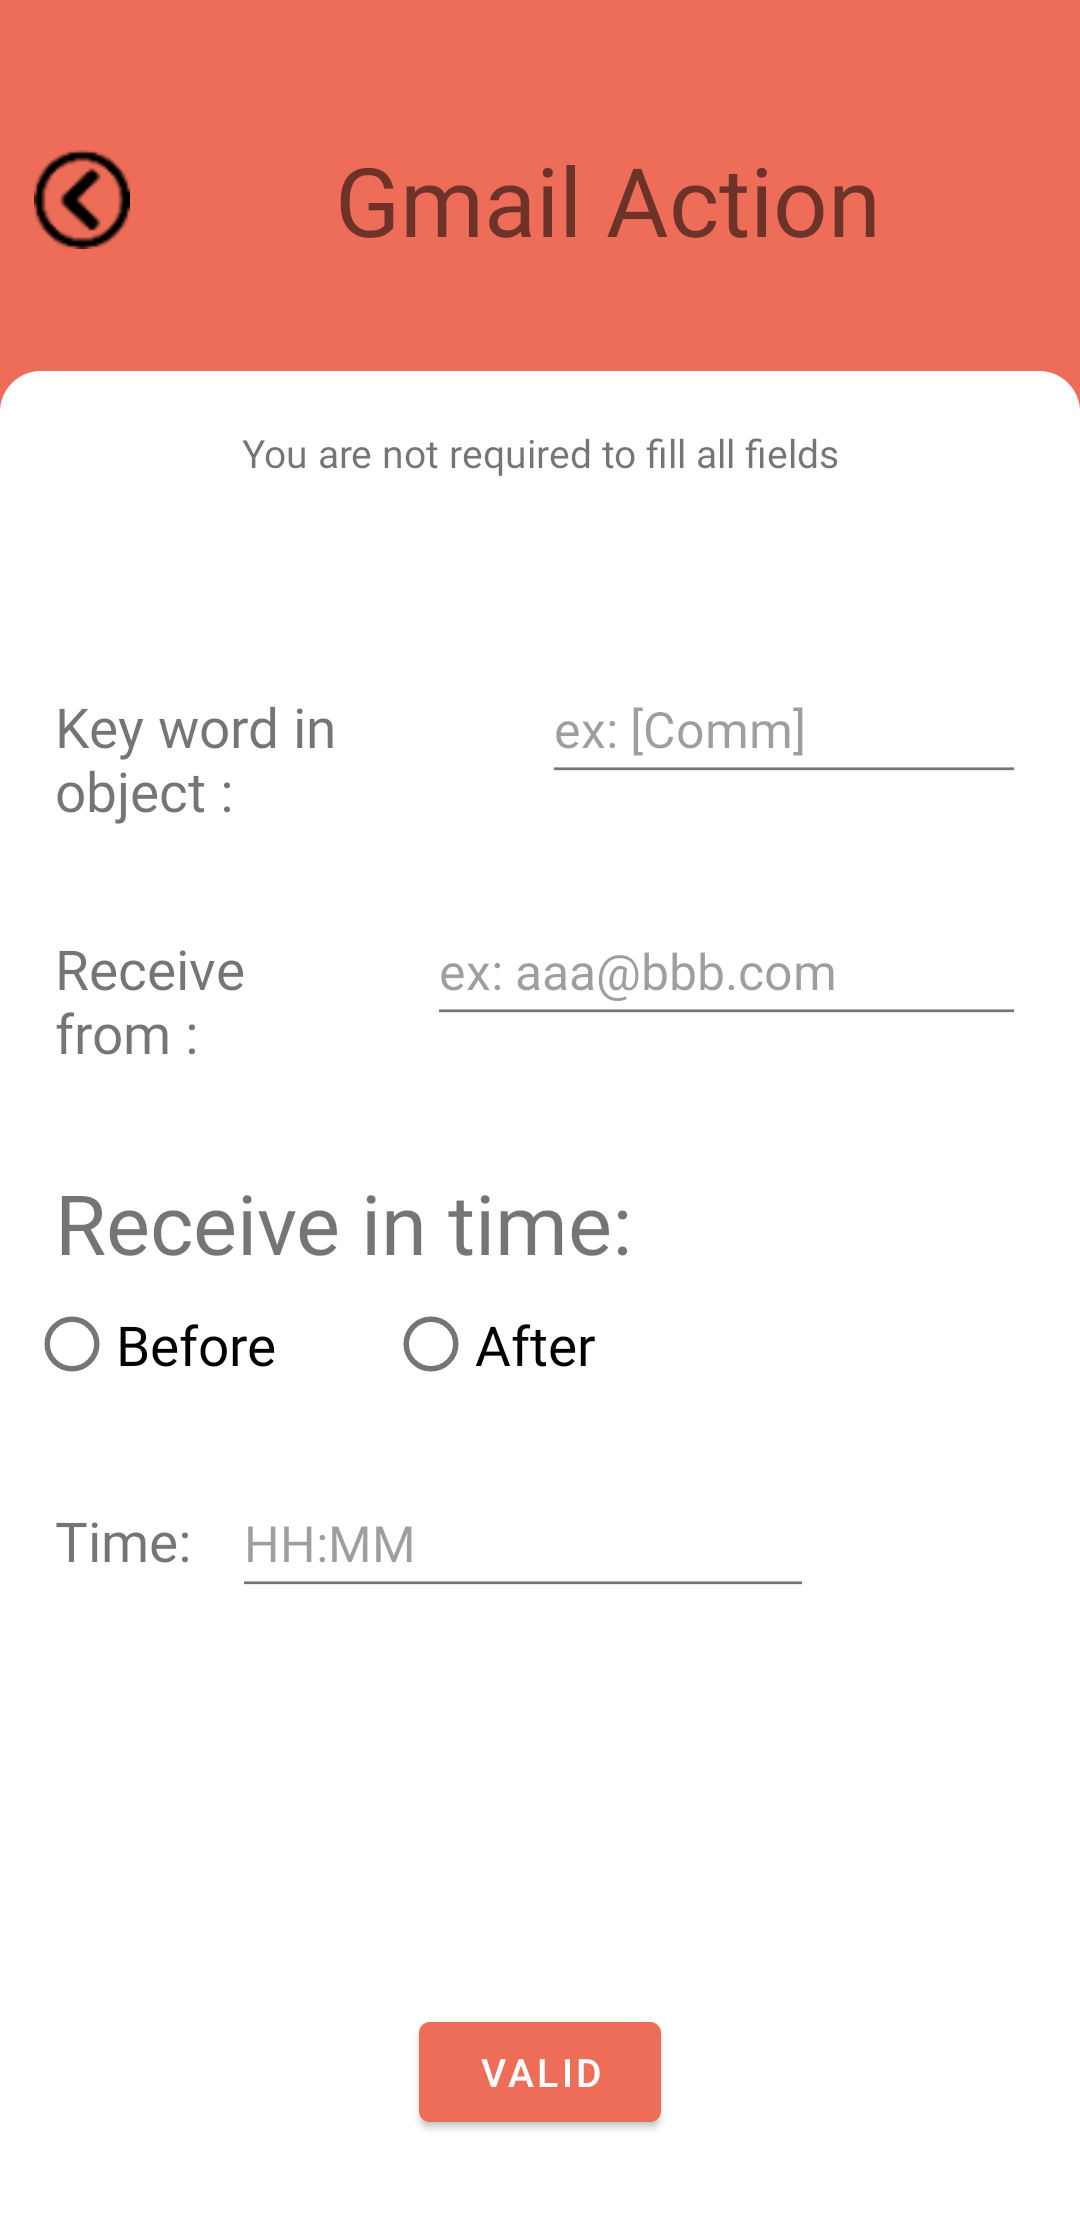 Gmail Action
You are not required to fill all fields
Key word in
object :
ex: [Comm]
Receive
from :
ex: aaa@bbb.com
Receive in time:
Before
After
Time:
HH:MM
VALID